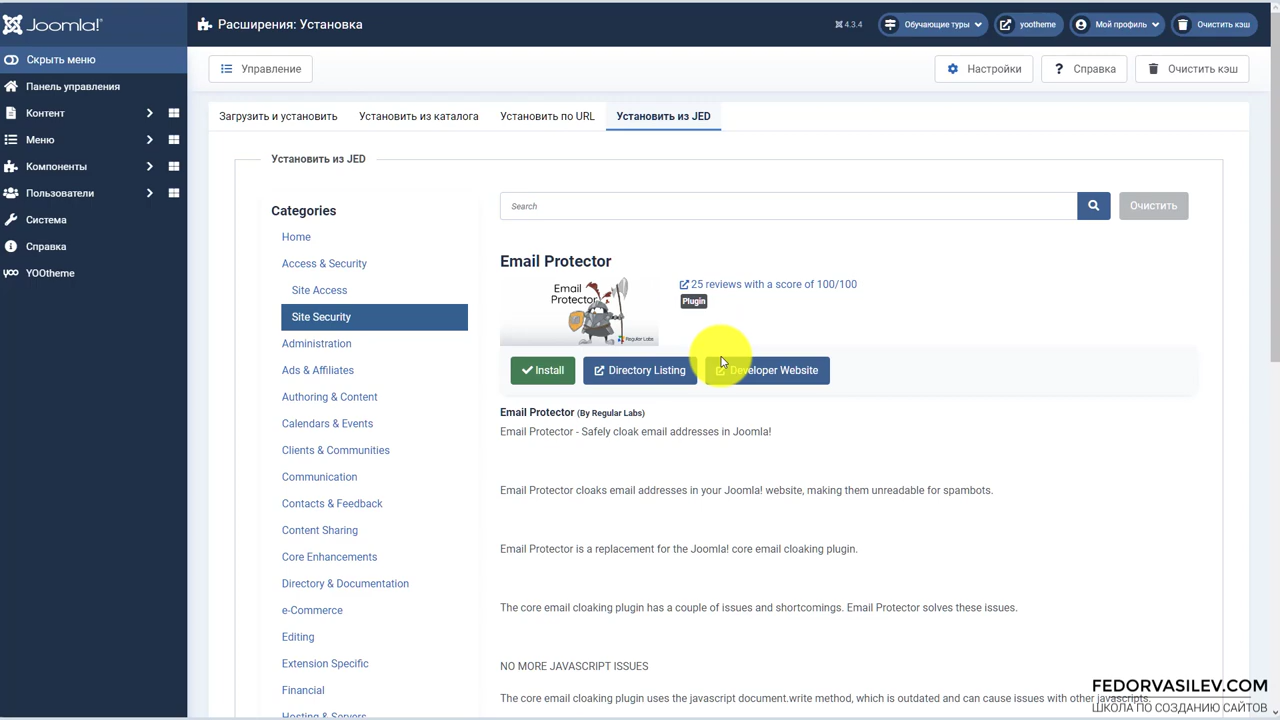 Joomla!
Расширения: Установка
4.3.4
Обучающие туры
yootheme
Мой профиль
Очистить кэш
Скрыть меню
Панель управления
Контент
Меню
Компоненты
Пользователи
Система
Справка
yoo YOOtheme
Управление
Настройки
? Справка
Очистить кэш
Загрузить и установить
Установить из каталога
Установить по URL
Установить из JED
Установить из JED
Categories
Home
Access & Security
Site Access
Site Security
Administration
Ads & Affiliates
Authoring & Content
Calendars & Events
Clients & Communities
Communication
Contacts & Feedback
Content Sharing
Core Enhancements
Directory & Documentation
e-Commerce
Editing
Extension Specific
Financial
Hosting & Servers
Search
Очистить
Email Protector
Email
Protector
Regular Labs
25 reviews with a score of 100/100
Plugin
Install
Directory Listing
Developer Website
Email Protector (By Regular Labs)
Email Protector - Safely cloak email addresses in Joomla!
Email Protector cloaks email addresses in your Joomla! website, making them unreadable for spambots.
Email Protector is a replacement for the Joomla! core email cloaking plugin.
The core email cloaking plugin has a couple of issues and shortcomings. Email Protector solves these issues.
NO MORE JAVASCRIPT ISSUES
The core email cloaking plugin uses the javascript document.write method, which is outdated and can cause issues with other javascripts.
FEDORVASILEV.COM
ШКОЛА ПО СОЗДАНИЮ САЙТОВ